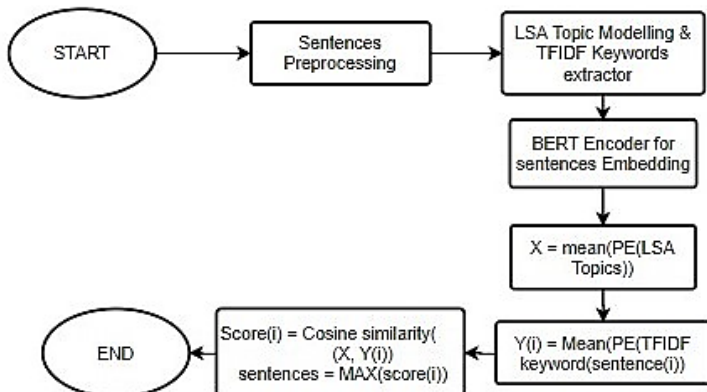 START
Sentences
Preprocessing
LSA Topic Modelling &
TFIDF Keywords
extractor
BERT Encoder for
sentences Embedding
X = mean(PE(LSA
Topics))
Y(i) = Mean(PE(TFIDF
keyword(sentence(i))
Score(i) = Cosine similarity(
(X, Y(i))
sentences = MAX(score(i))
END